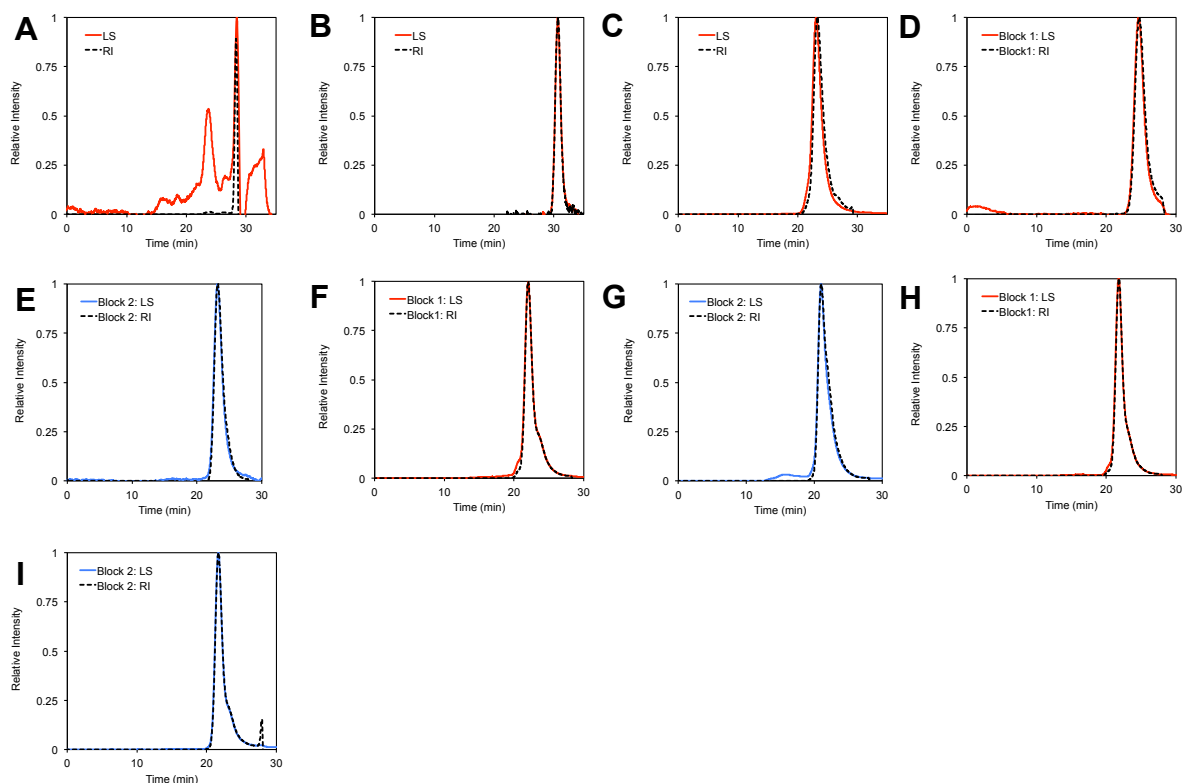 A
LS
RI
Relative Intensity
1
0.75
0.5
0.25
0
0 10 20 30
Time (min)
B
LS
RI
Relative Intensity
1
0.75
0.5
0.25
0
0 10 20 30
Time (min)
C
LS
RI
Relative Intensity
1
0.75
0.5
0.25
0
0 10 20 30
Time (min)
D
Block 1: LS
Block1: RI
Relative Intensity
1
0.75
0.5
0.25
0
0 10 20 30
Time (min)
E
Block 2: LS
Block 2: RI
Relative Intensity
1
0.75
0.5
0.25
0
0 10 20 30
Time (min)
F
Block 1: LS
Block1: RI
Relative Intensity
1
0.75
0.5
0.25
0
0 10 20 30
Time (min)
G
Block 2: LS
Block 2: RI
Relative Intensity
1
0.75
0.5
0.25
0
0 10 20 30
Time (min)
H
Block 1: LS
Block1: RI
Relative Intensity
1
0.75
0.5
0.25
0
0 10 20 30
Time (min)
I
Block 2: LS
Block 2: RI
Relative Intensity
1
0.75
0.5
0.25
0
0 10 20 30
Time (min)